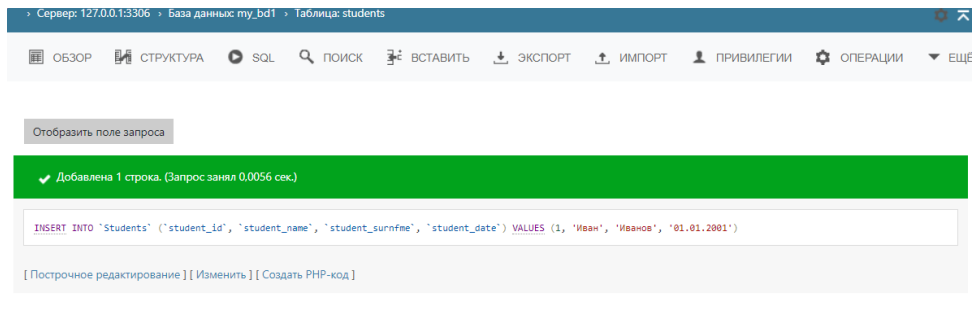 › Сервер: 127.0.0.1:3306 › База данных: my_bd1 › Таблица: students
ОБЗОР СТРУКТУРА SQL ПОИСК ВСТАВИТЬ ЭКСПОРТ ИМПОРТ ПРИВИЛЕГИИ ОПЕРАЦИИ ЕЩЁ
Отобразить поле запроса
Добавлена 1 строка. (Запрос занял 0,0056 сек.)
INSERT INTO `Students` (`student_id`, `student_name`, `student_surnfme`, `student_date`) VALUES (1, 'Иван', 'Иванов', '01.01.2001')
[ Построчное редактирование ] [ Изменить ] [ Создать PHP-код ]